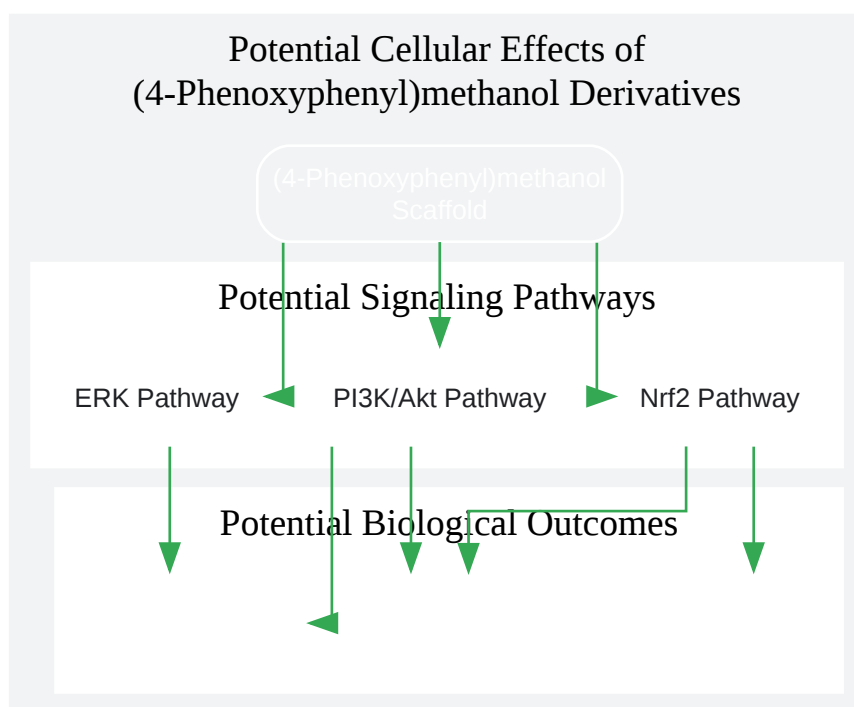 Potential Cellular Effects of
(4-Phenoxyphenyl)methanol Derivatives
(4-Phenoxyphenyl)methanol
Scaffold
Potential Signaling Pathways
ERK Pathway
PI3K/Akt Pathway
Nrf2 Pathway
Potential Biological Outcomes